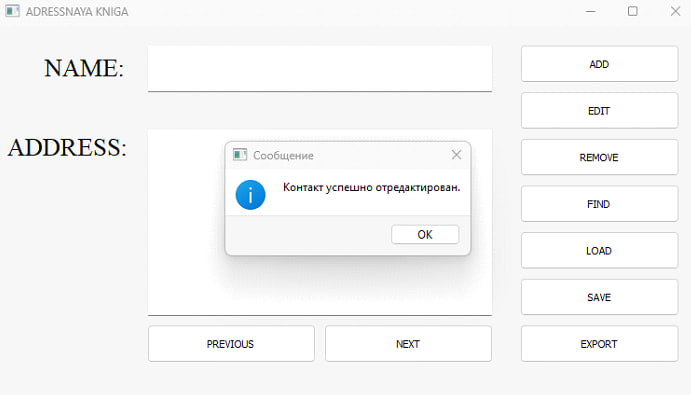 ADRESSNAYA KNIGA
NAME:
ADD
EDIT
ADDRESS:
REMOVE
Сообщение
Контакт успешно отредактирован.
OK
FIND
LOAD
SAVE
PREVIOUS
NEXT
EXPORT